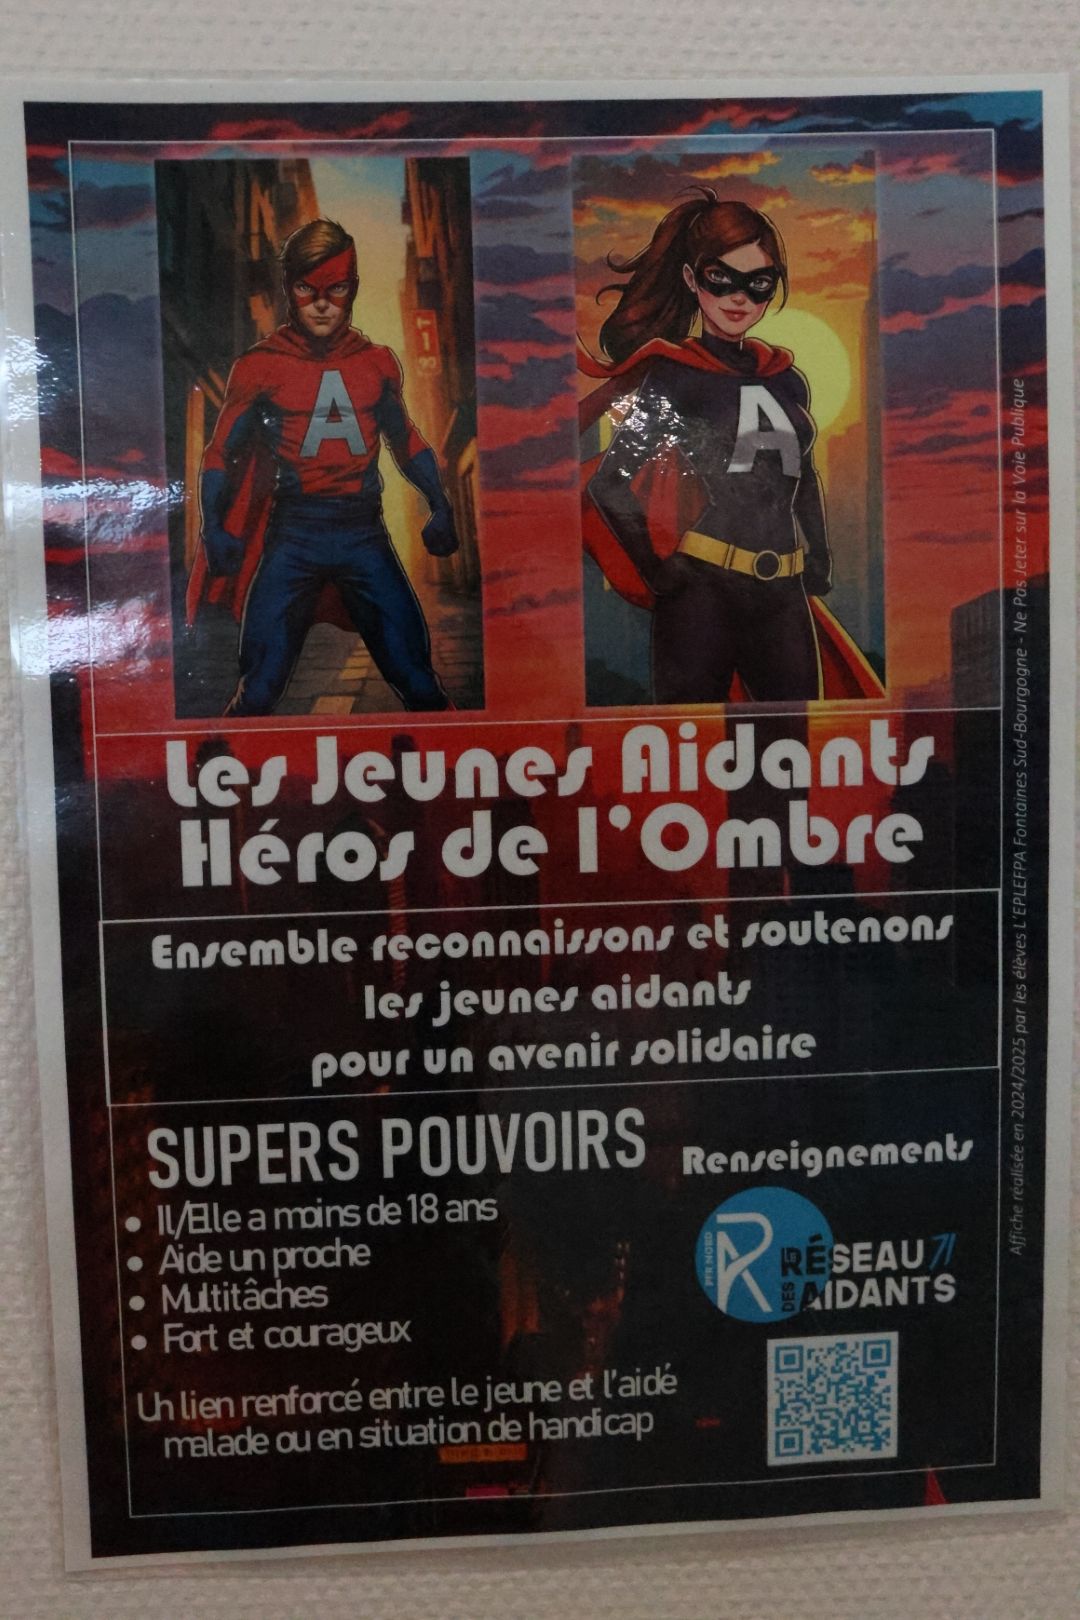 A
A
Les Jeunes Aidants
Héros de l'Ombre
Ensemble reconnaissons et soutenons
les jeunes aidants
pour un avenir solidaire
SUPERS POUVOIRS
• Il/Elle a moins de 18 ans
• Aide un proche
• Multitâches
• Fort et courageux
Un lien renforcé entre le jeune et l'aidé
malade ou en situation de handicap
Renseignements
PFR NORD
LE RÉSEAU 71
DES AIDANTS
Affiche réalisée en 2024/2025 par les élèves L'EPLEFPA Fontaines Sud-Bourgogne - Ne Pas Jeter sur la Voie Publique